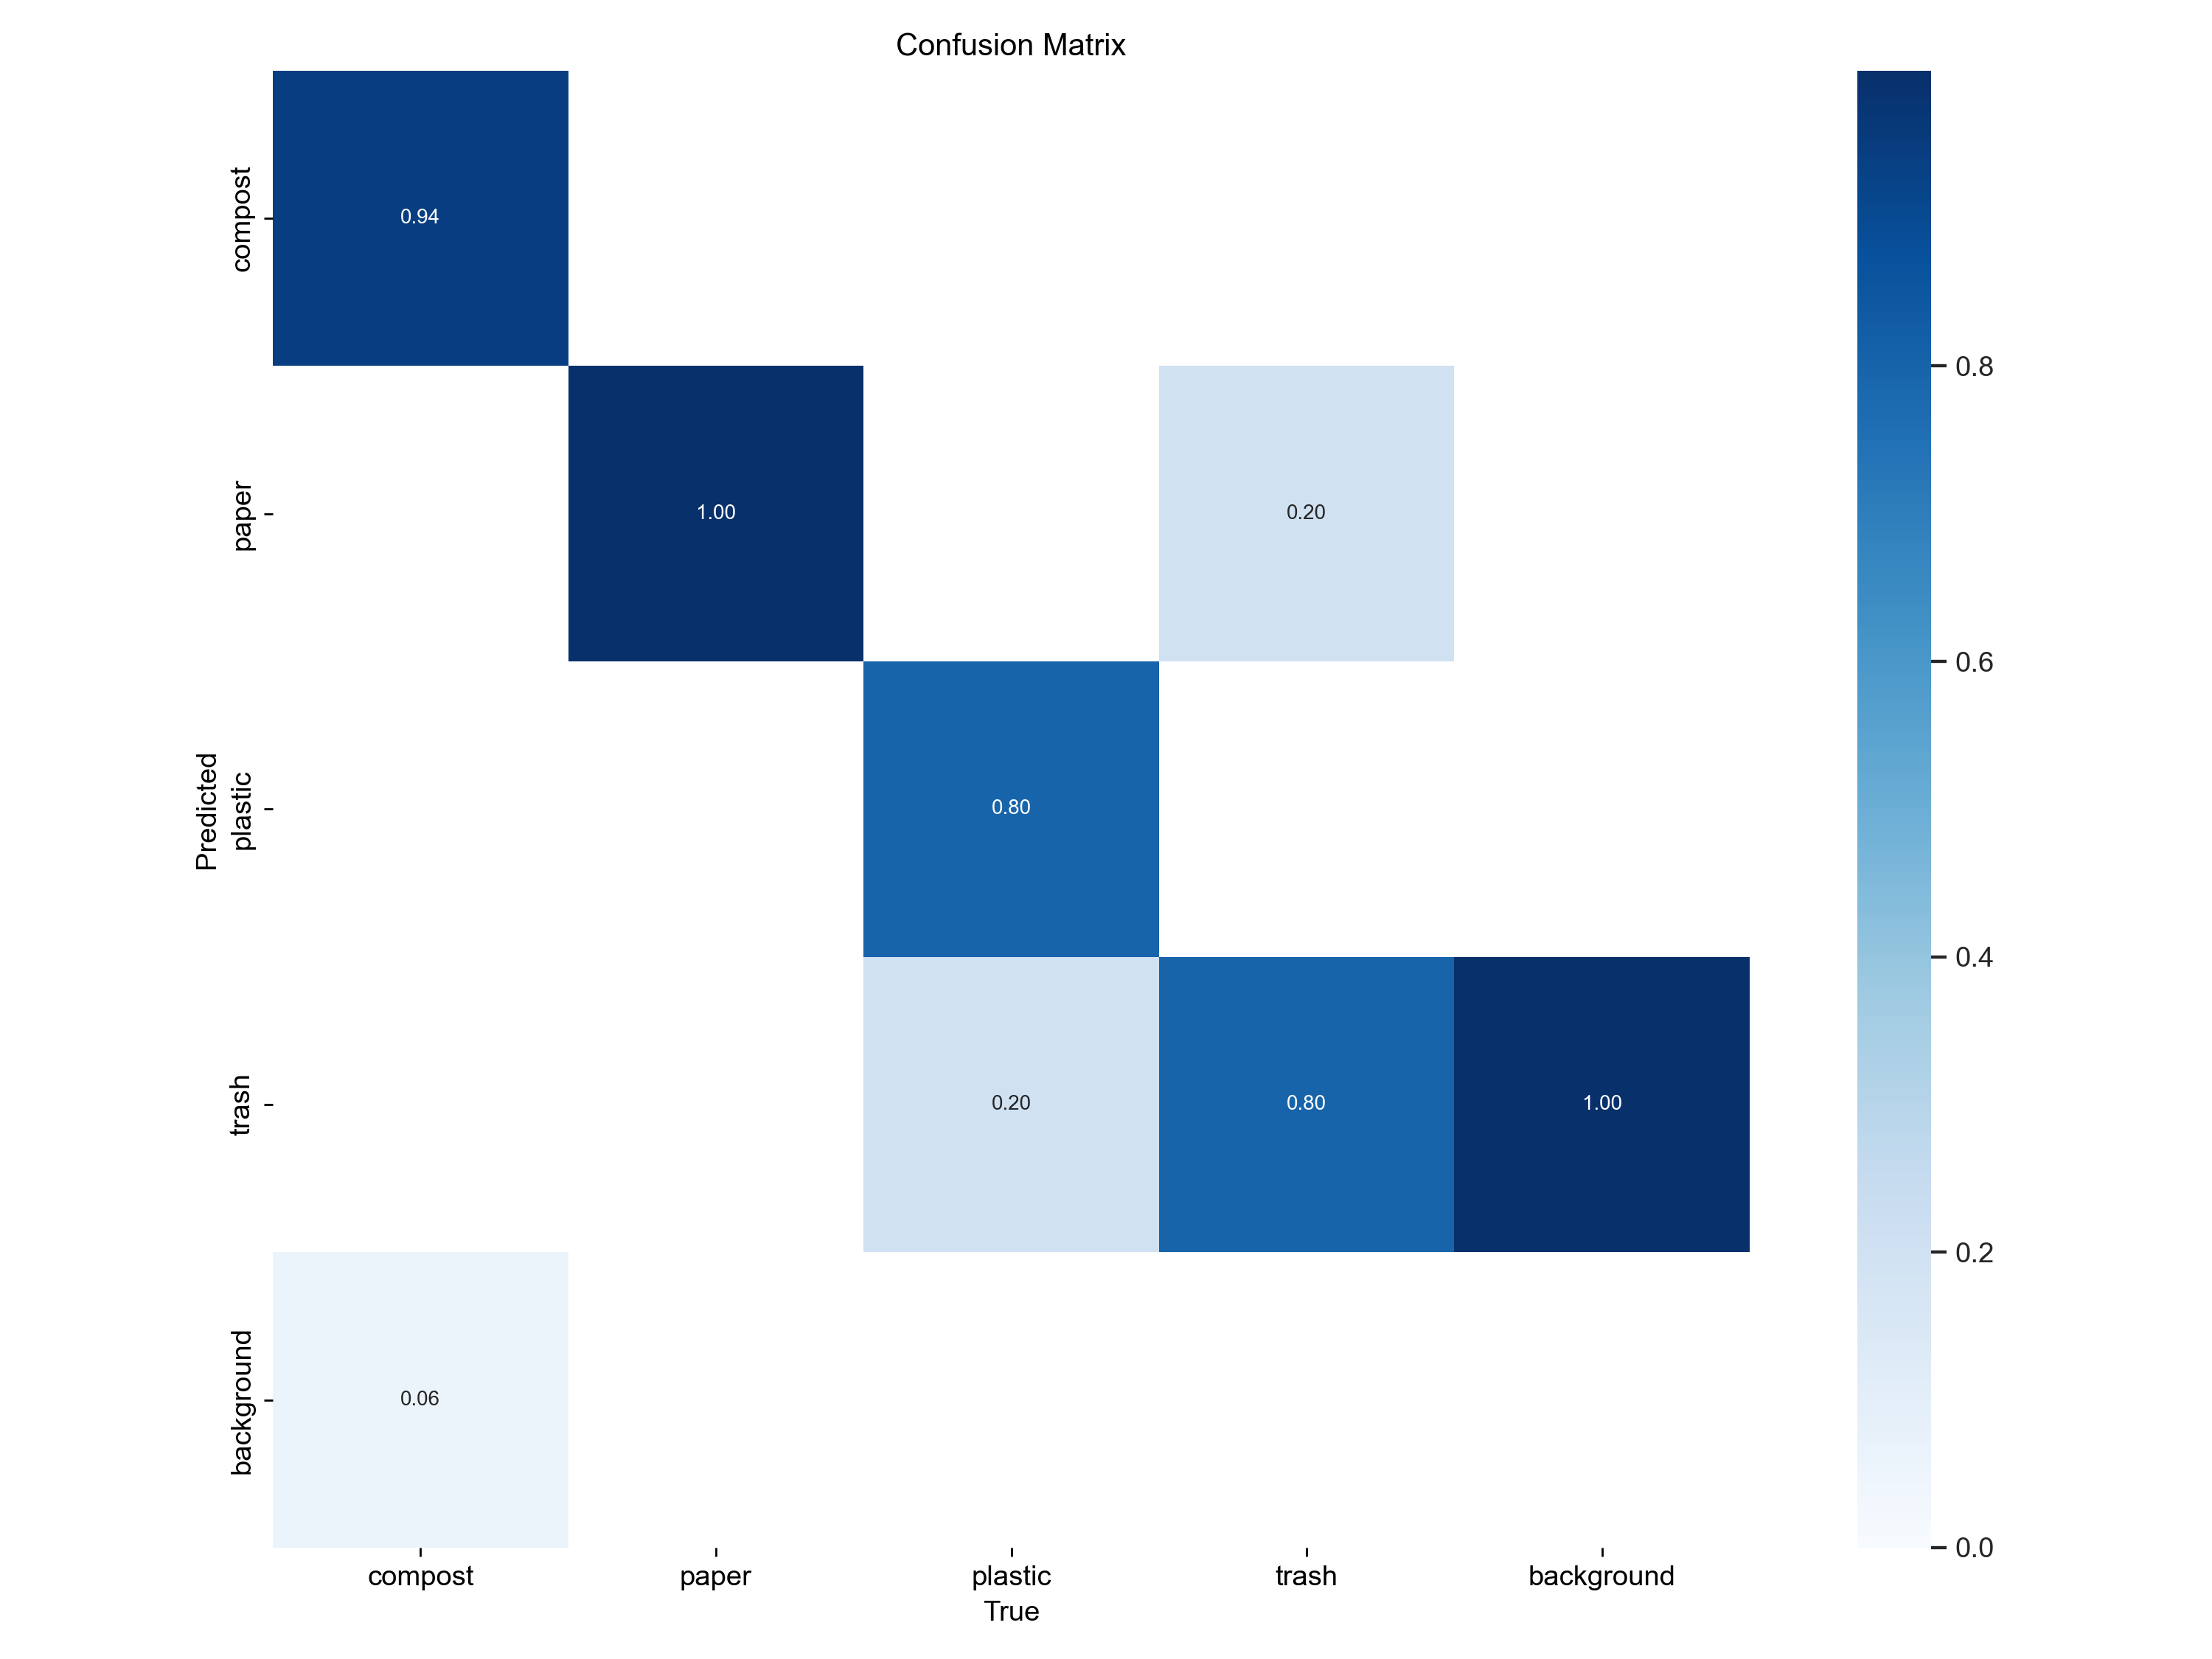 Confusion Matrix
compost
0.94
paper
1.00
0.20
0.8
0.6
Predicted
plastic
0.80
0.4
trash
0.20
0.80
1.00
0.2
background
0.06
0.0
compost
paper
plastic
trash
background
True